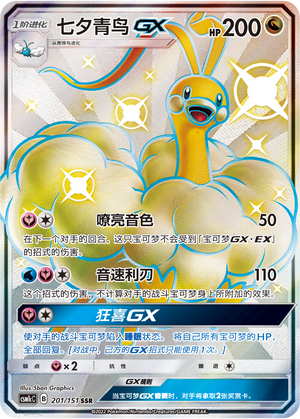 1阶进化
七夕青鸟GX HP200
从青绵鸟进化
嘹亮音色 50
在下一个对手的回合，这只宝可梦不会受到「宝可梦GX・EX」
的招式的伤害。
音速利刃 110
这个招式的伤害，不计算对手的战斗宝可梦身上所附加的效果。
狂喜GX
使对手的战斗宝可梦陷入睡眠状态。将自己所有宝可梦的HP，
全部回复。[对战中，己方的GX招式只能使用1次。]
Illus.5ban Graphics
×2
-20
GX规则
当宝可梦GX昏厥时，对手将拿取2张奖赏卡。
B 201/151 SSR
©2022 Pokémon/Nintendo/Creatures/GAME FREAK.